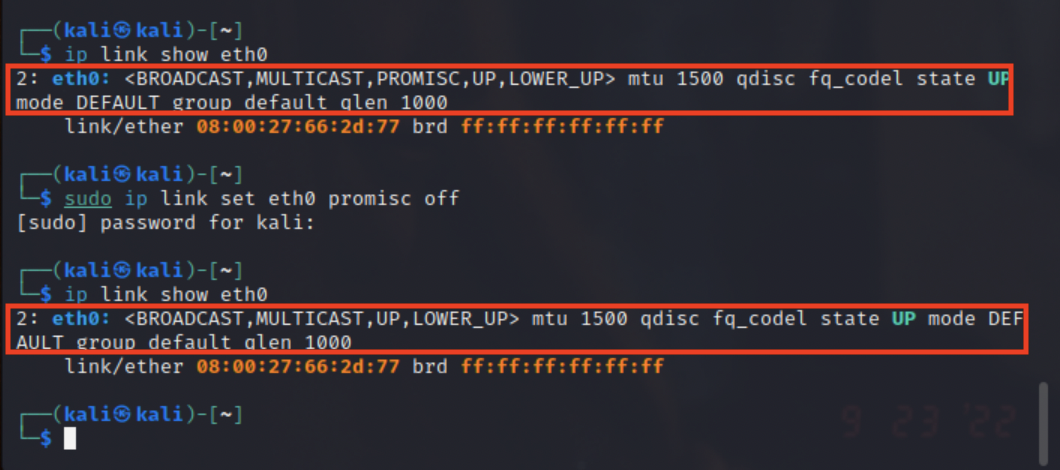 ┌──(kali㉿kali)-[~]
└─$ ip link show eth0
2: eth0: <BROADCAST,MULTICAST,PROMISC,UP,LOWER_UP> mtu 1500 qdisc fq_codel state UP
mode DEFAULT group default qlen 1000
    link/ether 08:00:27:66:2d:77 brd ff:ff:ff:ff:ff:ff
┌──(kali㉿kali)-[~]
└─$ sudo ip link set eth0 promisc off
[sudo] password for kali:
┌──(kali㉿kali)-[~]
└─$ ip link show eth0
2: eth0: <BROADCAST,MULTICAST,UP,LOWER_UP> mtu 1500 qdisc fq_codel state UP mode DEF
AULT group default qlen 1000
    link/ether 08:00:27:66:2d:77 brd ff:ff:ff:ff:ff:ff
┌──(kali㉿kali)-[~]
└─$
9 23 '22